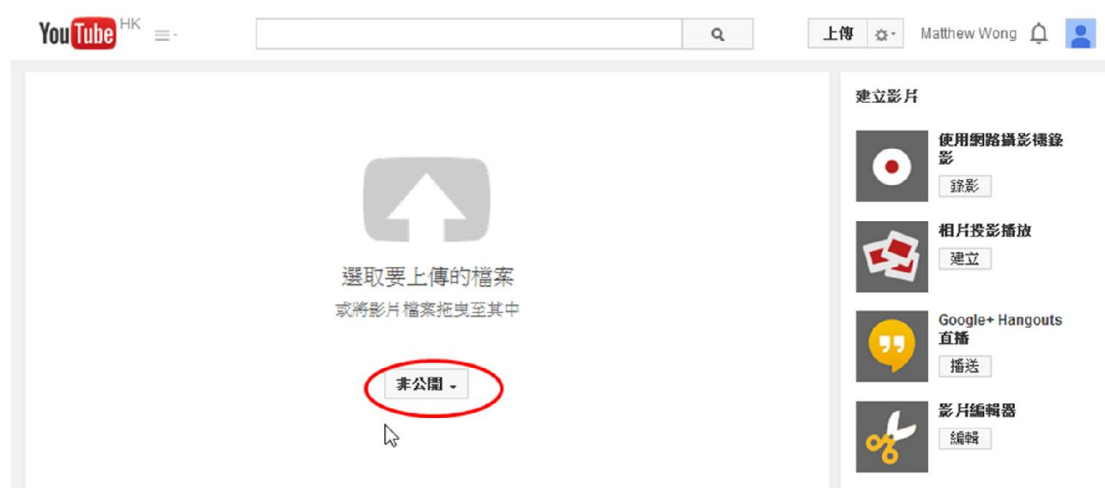 YouTube HK
上傳
Matthew Wong
選取要上傳的檔案
或將影片檔案拖曳至其中
非公開
建立影片
使用網路攝影機錄
影
錄影
相片投影播放
建立
Google+ Hangouts
直播
播送
影片編輯器
編輯